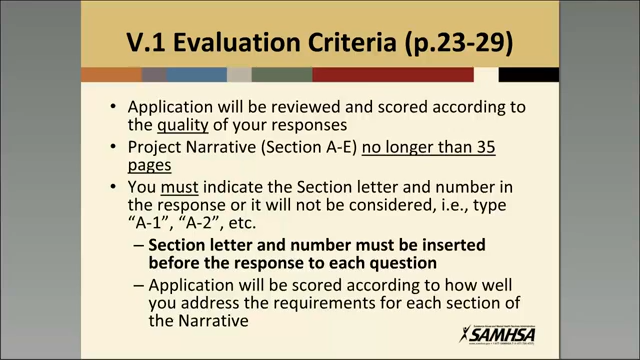 V.1 Evaluation Criteria (p.23-29)
• Application will be reviewed and scored according to
the quality of your responses
• Project Narrative (Section A-E) no longer than 35
pages
• You must indicate the Section letter and number in
the response or it will not be considered, i.e., type
“A-1”, “A-2”, etc.
– Section letter and number must be inserted
before the response to each question
– Application will be scored according to how well
you address the requirements for each section of
the Narrative
SAMHSA